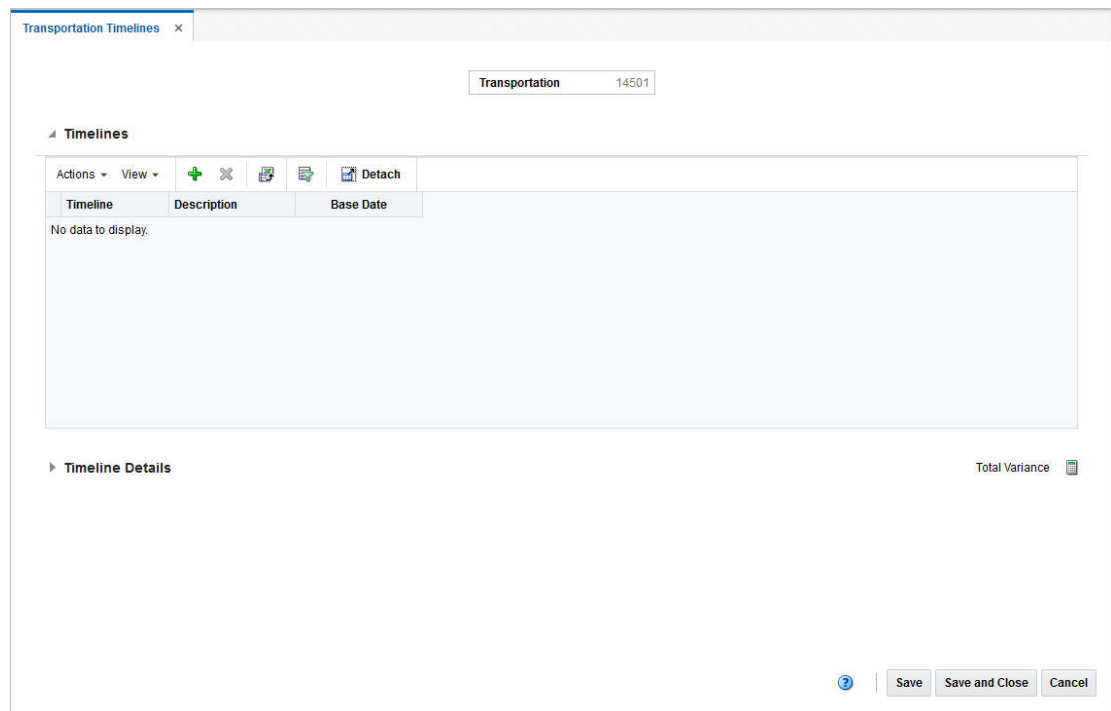 Transportation Timelines ×
Transportation 14501
Timelines
Actions View Detach
Timeline Description Base Date
No data to display.
Timeline Details Total Variance
? Save Save and Close Cancel